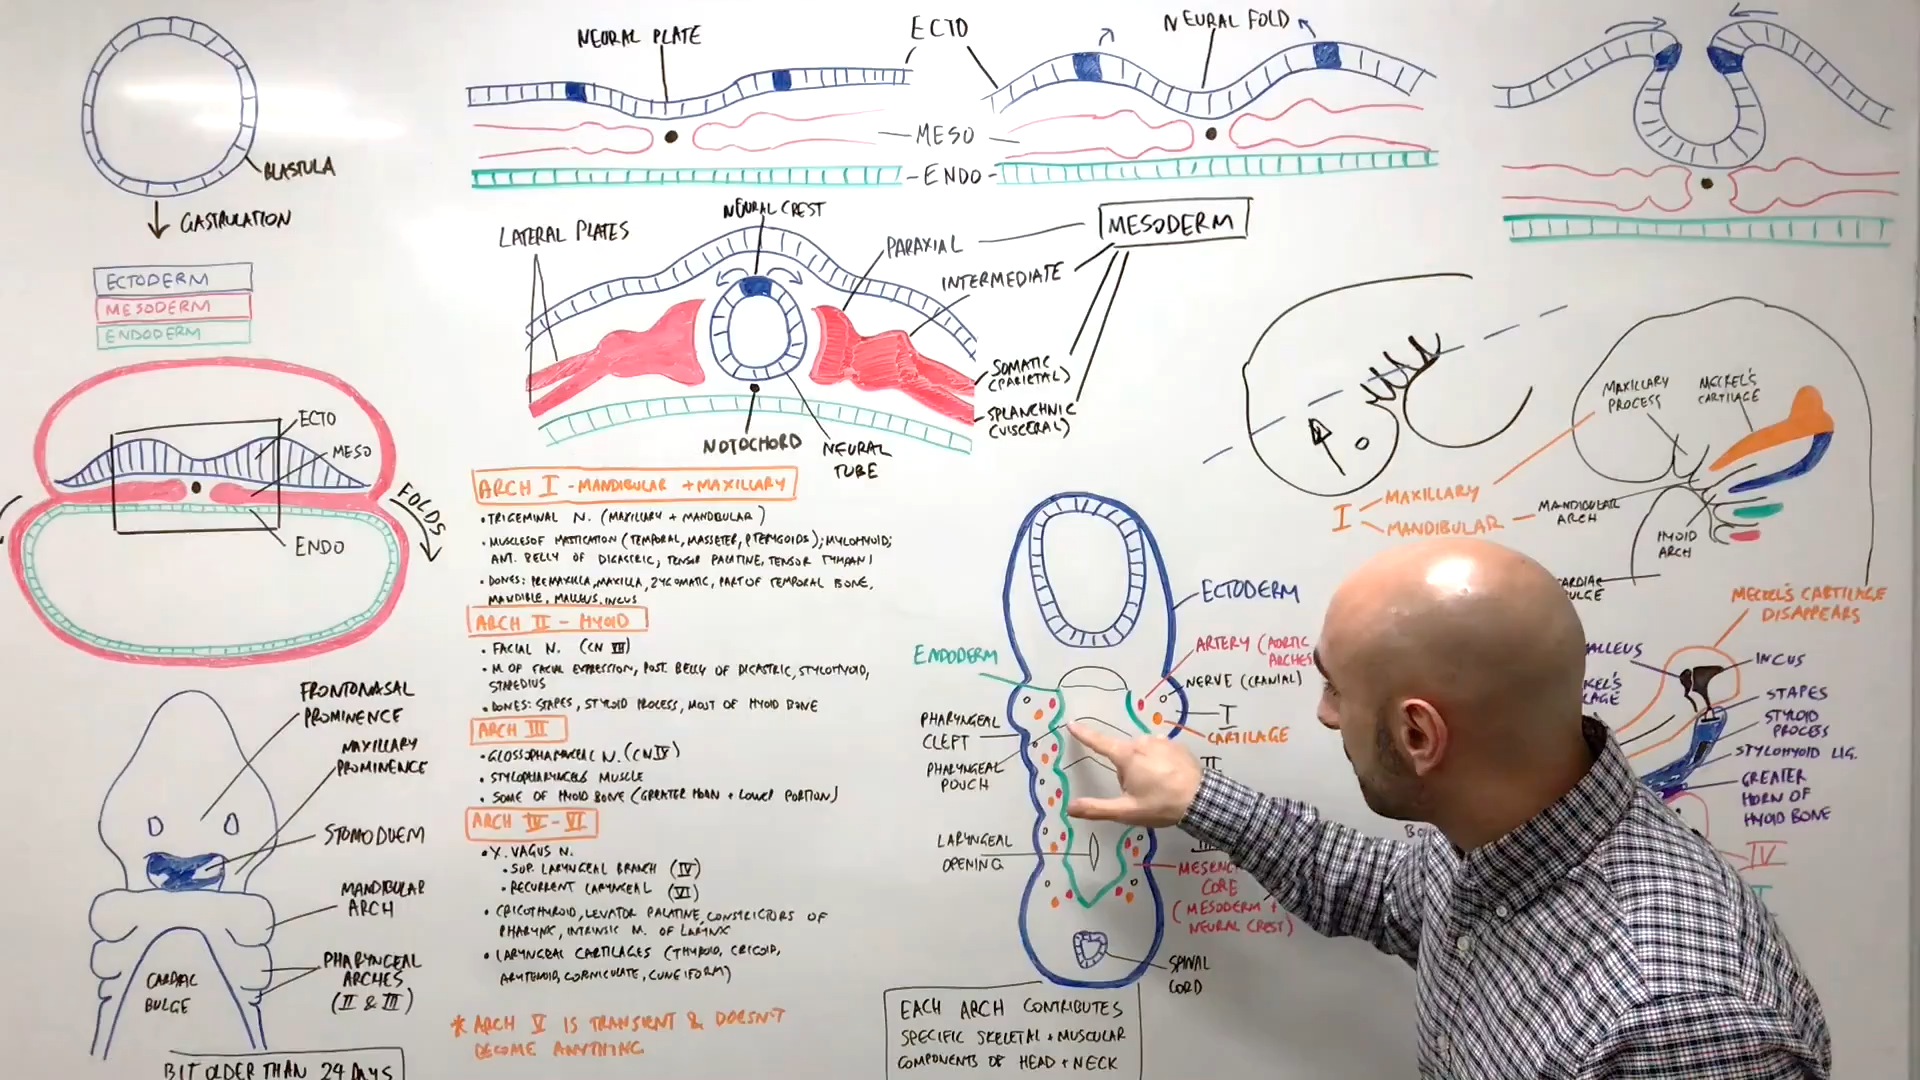 NEURAL PLATE
ECTO
NEURAL FOLD
MESO
ENDO
BLASTULA
GASTRULATION
ECTODERM
MESODERM
ENDODERM
LATERAL PLATES
NEURAL CREST
PARAXIAL
MESODERM
INTERMEDIATE
SOMATIC
(PARIETAL)
SPLANCHNIC
(VISCERAL)
NOTOCHORD
NEURAL
TUBE
ECTO
MESO
ENDO
FOLDS
FRONTONASAL
PROMINENCE
MAXILLARY
PROMINENCE
STOMODUEM
MANDIBULAR
ARCH
PHARYNGEAL
ARCHES
(II & III)
CARDIAC
BULGE
BIT OLDER THAN 24 DAYS
ARCH I - MANDIBULAR + MAXILLARY
• TRIGEMINAL N. (MAXILLARY + MANDIBULAR)
• MUSCLES OF MASTICATION (TEMPORAL, MASSETER, PTERYGOIDS); MYLOHYOID;
ANT. BELLY OF DIGASTRIC, TENSOR PALATINE, TENSOR TYMPANI
• BONES: PREMAXILLA, MAXILLA, ZYGOMATIC, PART OF TEMPORAL BONE,
MANDIBLE, MALLEUS, INCUS
ARCH II - HYOID
• FACIAL N. (CN VII)
• M. OF FACIAL EXPRESSION, POST. BELLY OF DIGASTRIC, STYLOHYOID,
STAPEDIUS
• BONES: STAPES, STYLOID PROCESS, MOST OF HYOID BONE
ARCH III
• GLOSSOPHARYNGEAL N. (CN IV)
• STYLOPHARYNGEUS MUSCLE
• SOME OF HYOID BONE (GREATER HORN + LOWER PORTION)
ARCH IV - VI
• X. VAGUS N.
• SUP. LARYNGEAL BRANCH (IV)
• RECURRENT LARYNGEAL (VI)
• CRICOTHYROID, LEVATOR PALATINE, CONSTRICTORS OF
PHARYNX, INTRINSIC M. OF LARYNX
• LARYNGEAL CARTILAGES (THYROID, CRICOID,
ARYTENOID, CORNICULATE, CUNEIFORM)
* ARCH V IS TRANSIENT & DOESN'T
BECOME ANYTHING
ENDODERM
ECTODERM
ARTERY (AORTIC
ARCHES
NERVE (CRANIAL)
I
CARTILAGE
II
PHARYNGEAL
CLEFT
PHARYNGEAL
POUCH
LARYNGEAL
OPENING
III
CORE
(MESODERM +
NEURAL CREST)
SPINAL
CORD
EACH ARCH CONTRIBUTES
SPECIFIC SKELETAL + MUSCULAR
COMPONENTS OF HEAD + NECK
MAXILLARY
PROCESS
MECKEL'S
CARTILAGE
I
MAXILLARY
MANDIBULAR
MANDIBULAR
ARCH
HYOID
ARCH
MECKEL'S CARTILAGE
DISAPPEARS
INCUS
STAPES
STYLOID
PROCESS
STYLOHYOID LIG.
GREATER
HORN OF
HYOID BONE
IV